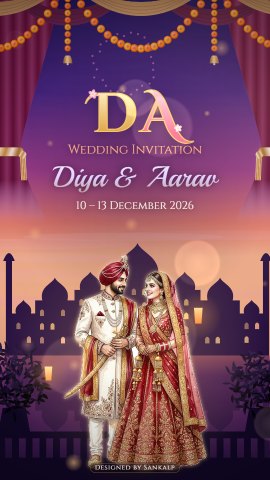 DA
WEDDING INVITATION
Diya & Aarav
10 – 13 DECEMBER 2026
DESIGNED BY SANKALP